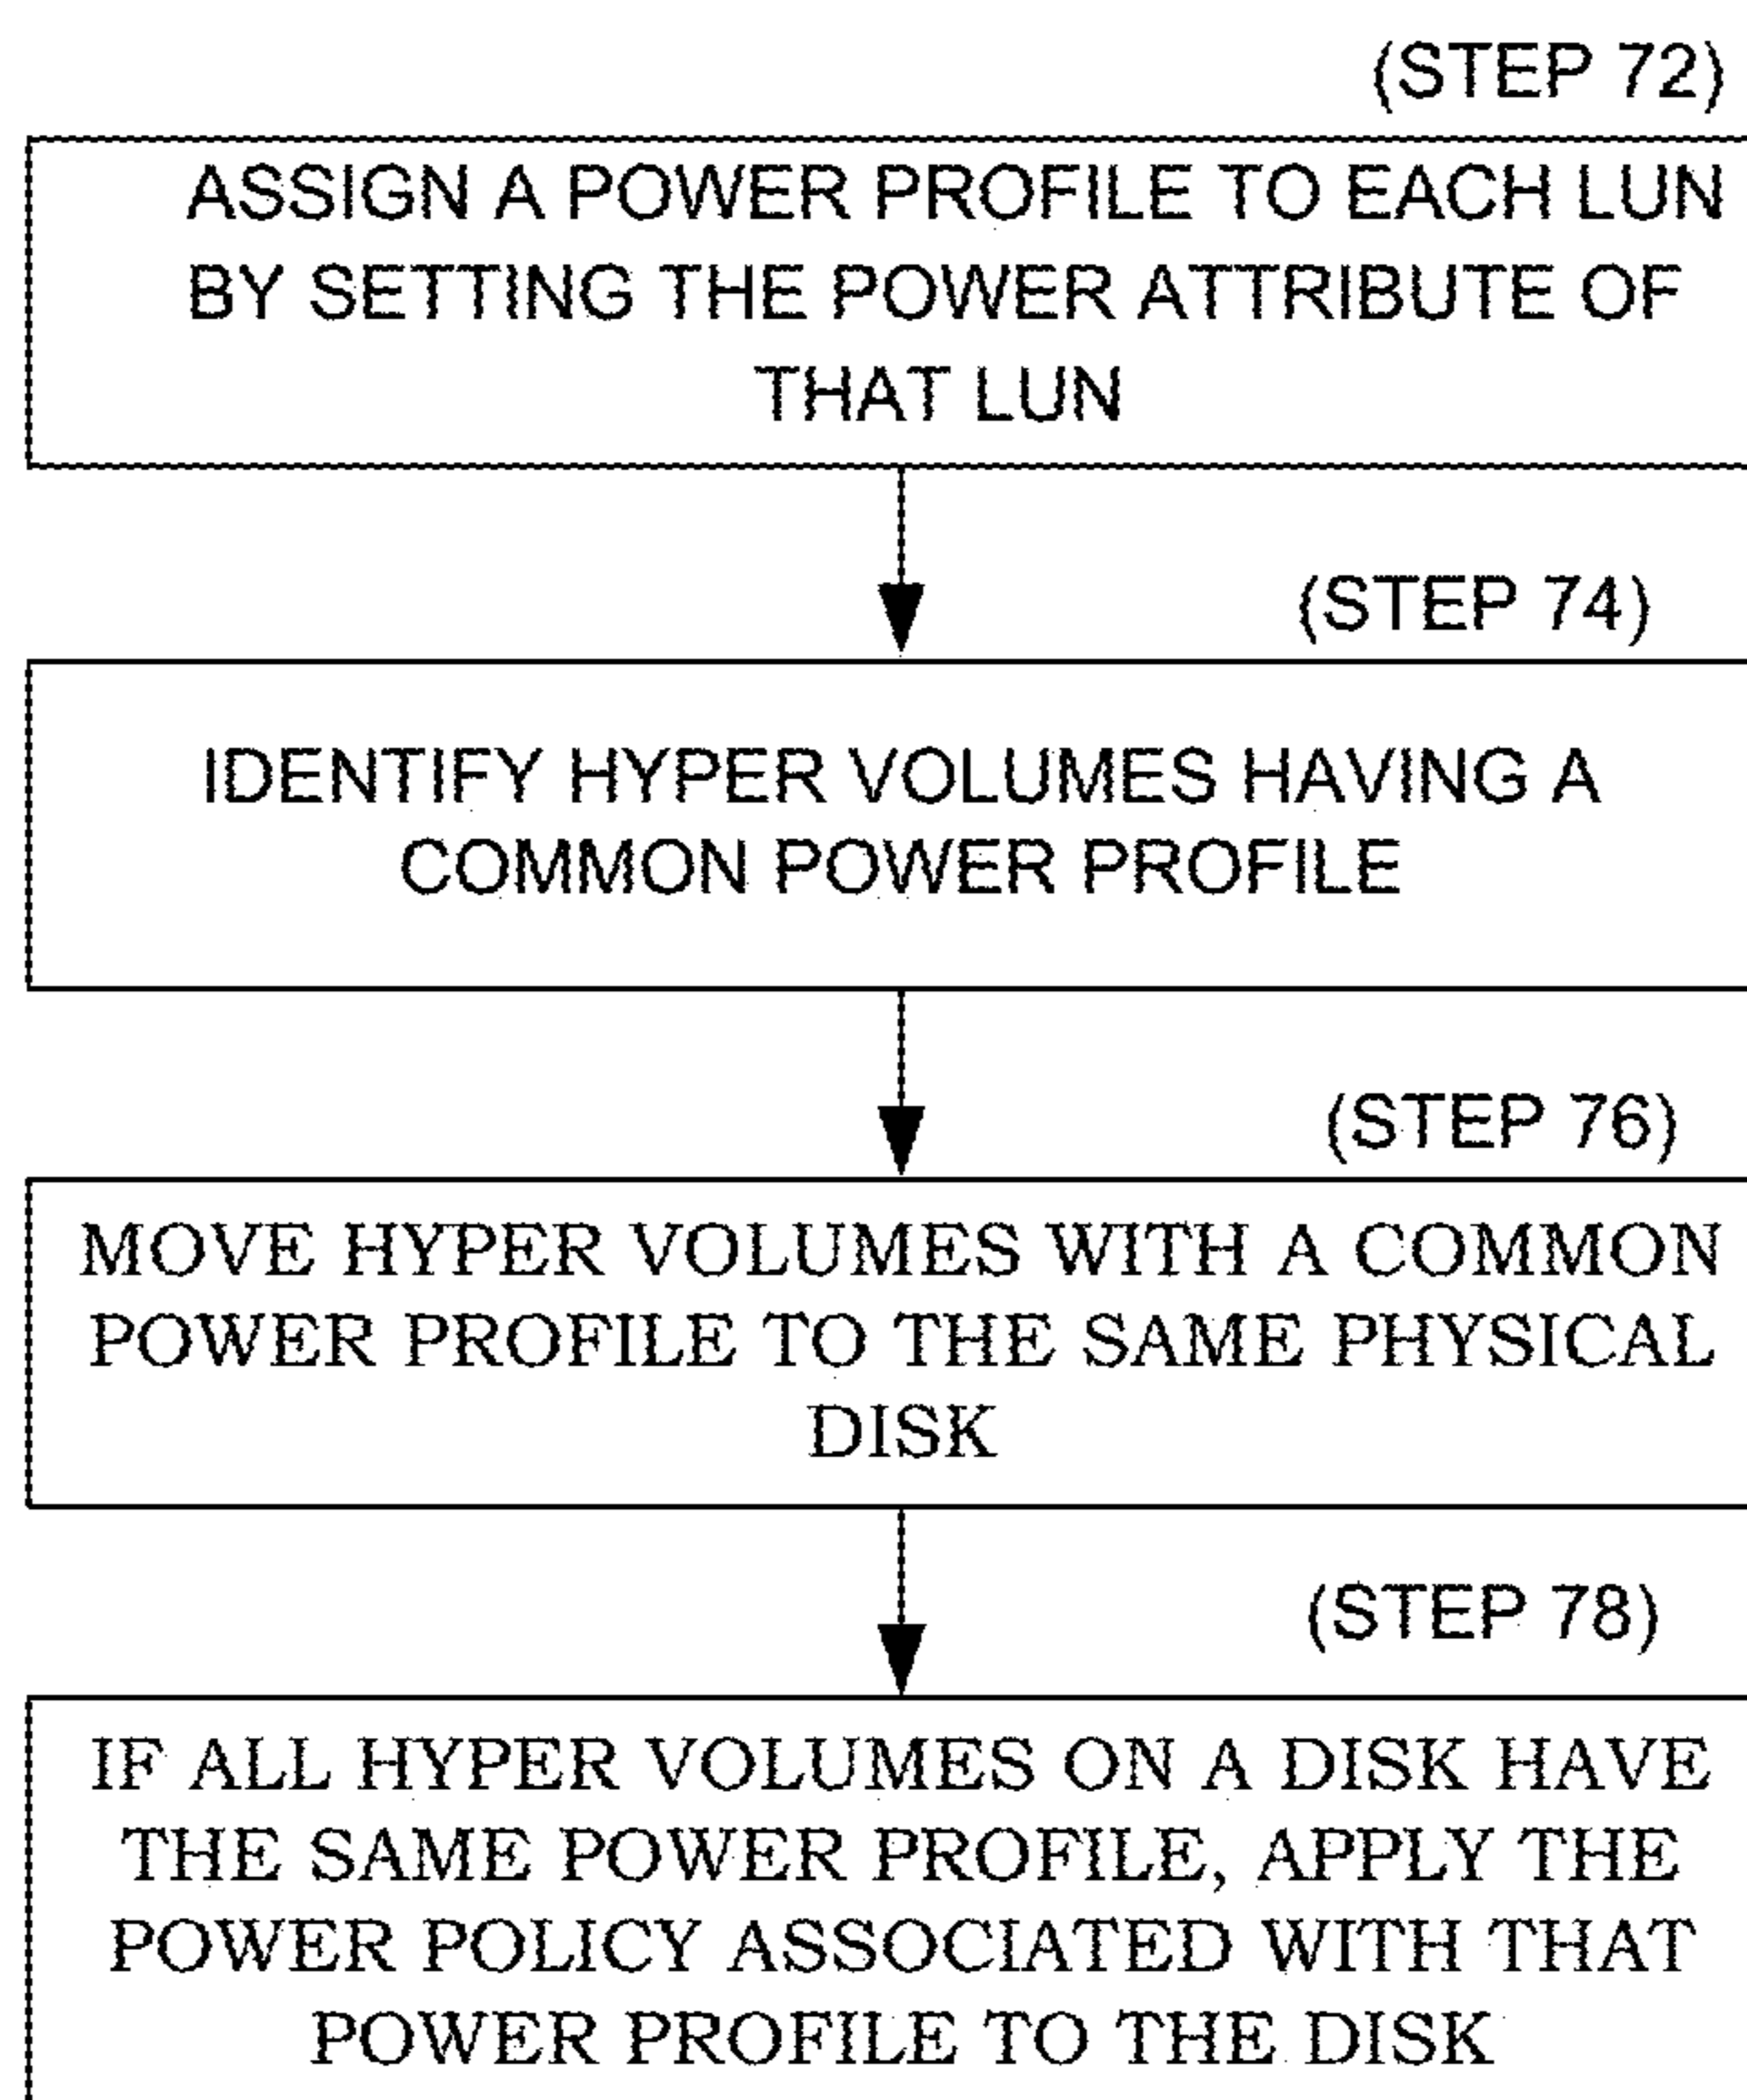 (STEP 72)
ASSIGN A POWER PROFILE TO EACH LUN
BY SETTING THE POWER ATTRIBUTE OF
THAT LUN
(STEP 74)
IDENTIFY HYPER VOLUMES HAVING A
COMMON POWER PROFILE
(STEP 76)
MOVE HYPER VOLUMES WITH A COMMON
POWER PROFILE TO THE SAME PHYSICAL
DISK
(STEP 78)
IF ALL HYPER VOLUMES ON A DISK HAVE
THE SAME POWER PROFILE, APPLY THE
POWER POLICY ASSOCIATED WITH THAT
POWER PROFILE TO THE DISK